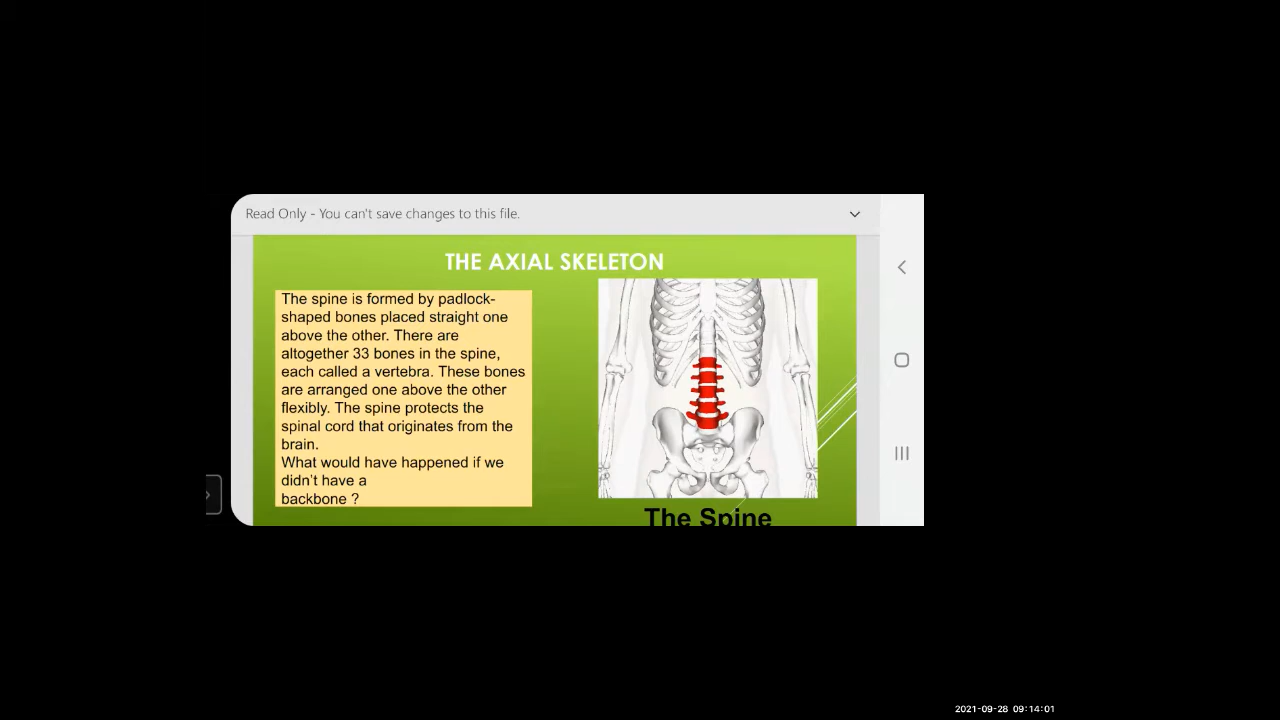 Read Only - You can't save changes to this file.
THE AXIAL SKELETON
The spine is formed by padlock-
shaped bones placed straight one
above the other. There are
altogether 33 bones in the spine,
each called a vertebra. These bones
are arranged one above the other
flexibly. The spine protects the
spinal cord that originates from the
brain.
What would have happened if we
didn't have a
backbone ?
The Spine
2021-09-28 09:14:01